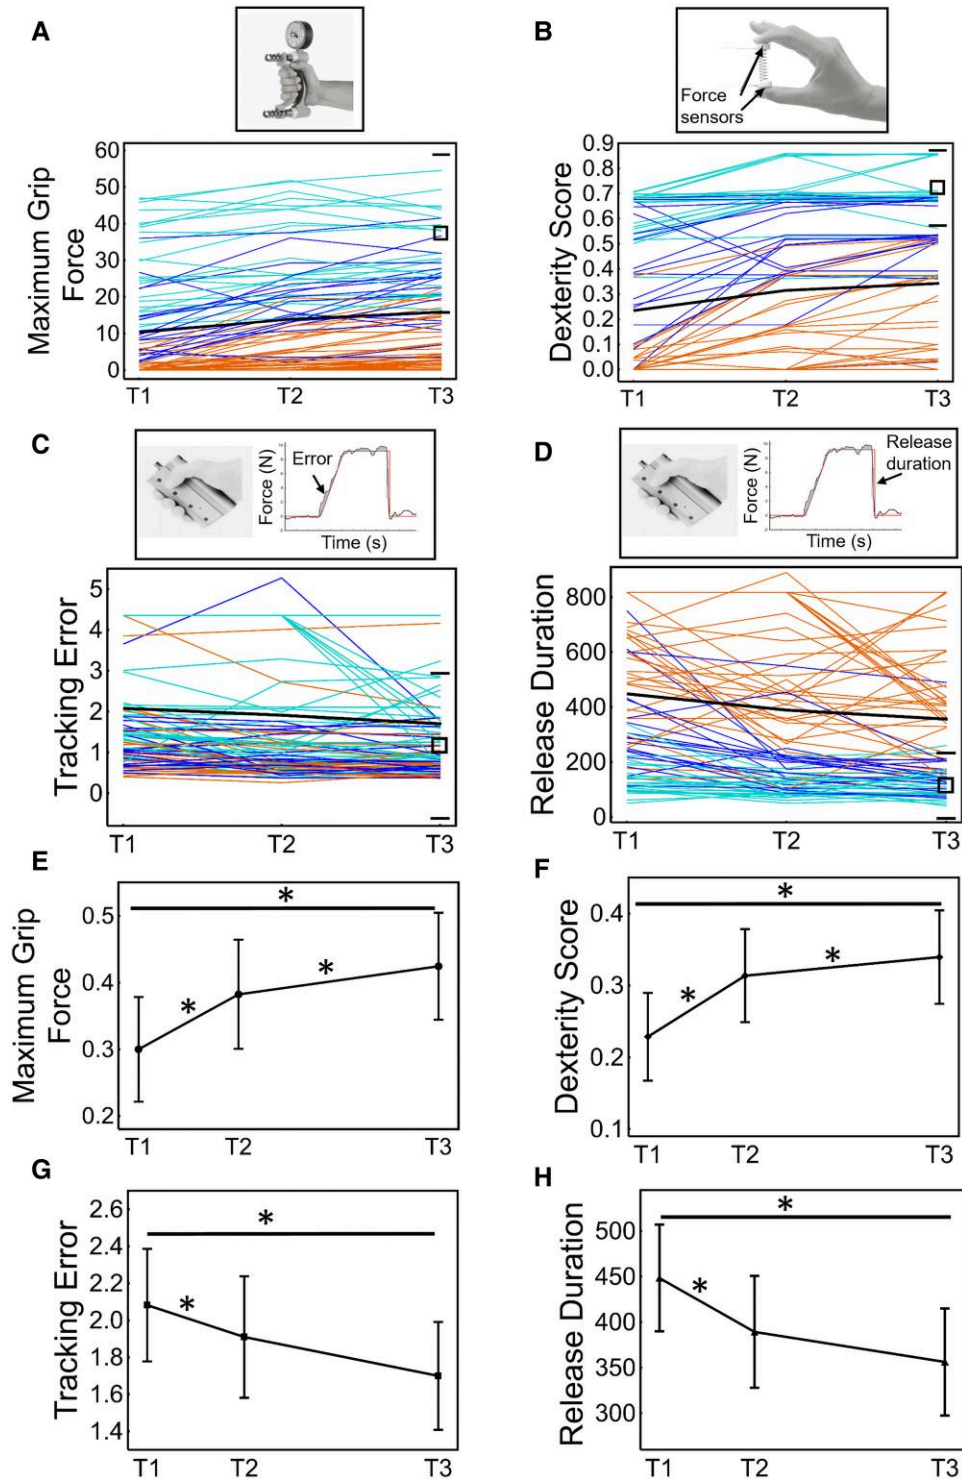 A
B
Force
sensors
Maximum Grip
Force
60
50
40
30
20
10
0
T1
T2
T3
Dexterity Score
0.9
0.8
0.7
0.6
0.5
0.4
0.3
0.2
0.1
0.0
T1
T2
T3
C
Error
Force (N)
Time (s)
D
Release
duration
Force (N)
Time (s)
Tracking Error
5
4
3
2
1
0
T1
T2
T3
Release Duration
800
600
400
200
0
T1
T2
T3
E
Maximum Grip
Force
0.5
0.4
0.3
0.2
*
*
*
T1
T2
T3
F
Dexterity Score
0.4
0.3
0.2
0.1
*
*
*
T1
T2
T3
G
Tracking Error
2.6
2.4
2.2
2.0
1.8
1.6
1.4
*
*
T1
T2
T3
H
Release Duration
500
450
400
350
300
*
*
T1
T2
T3